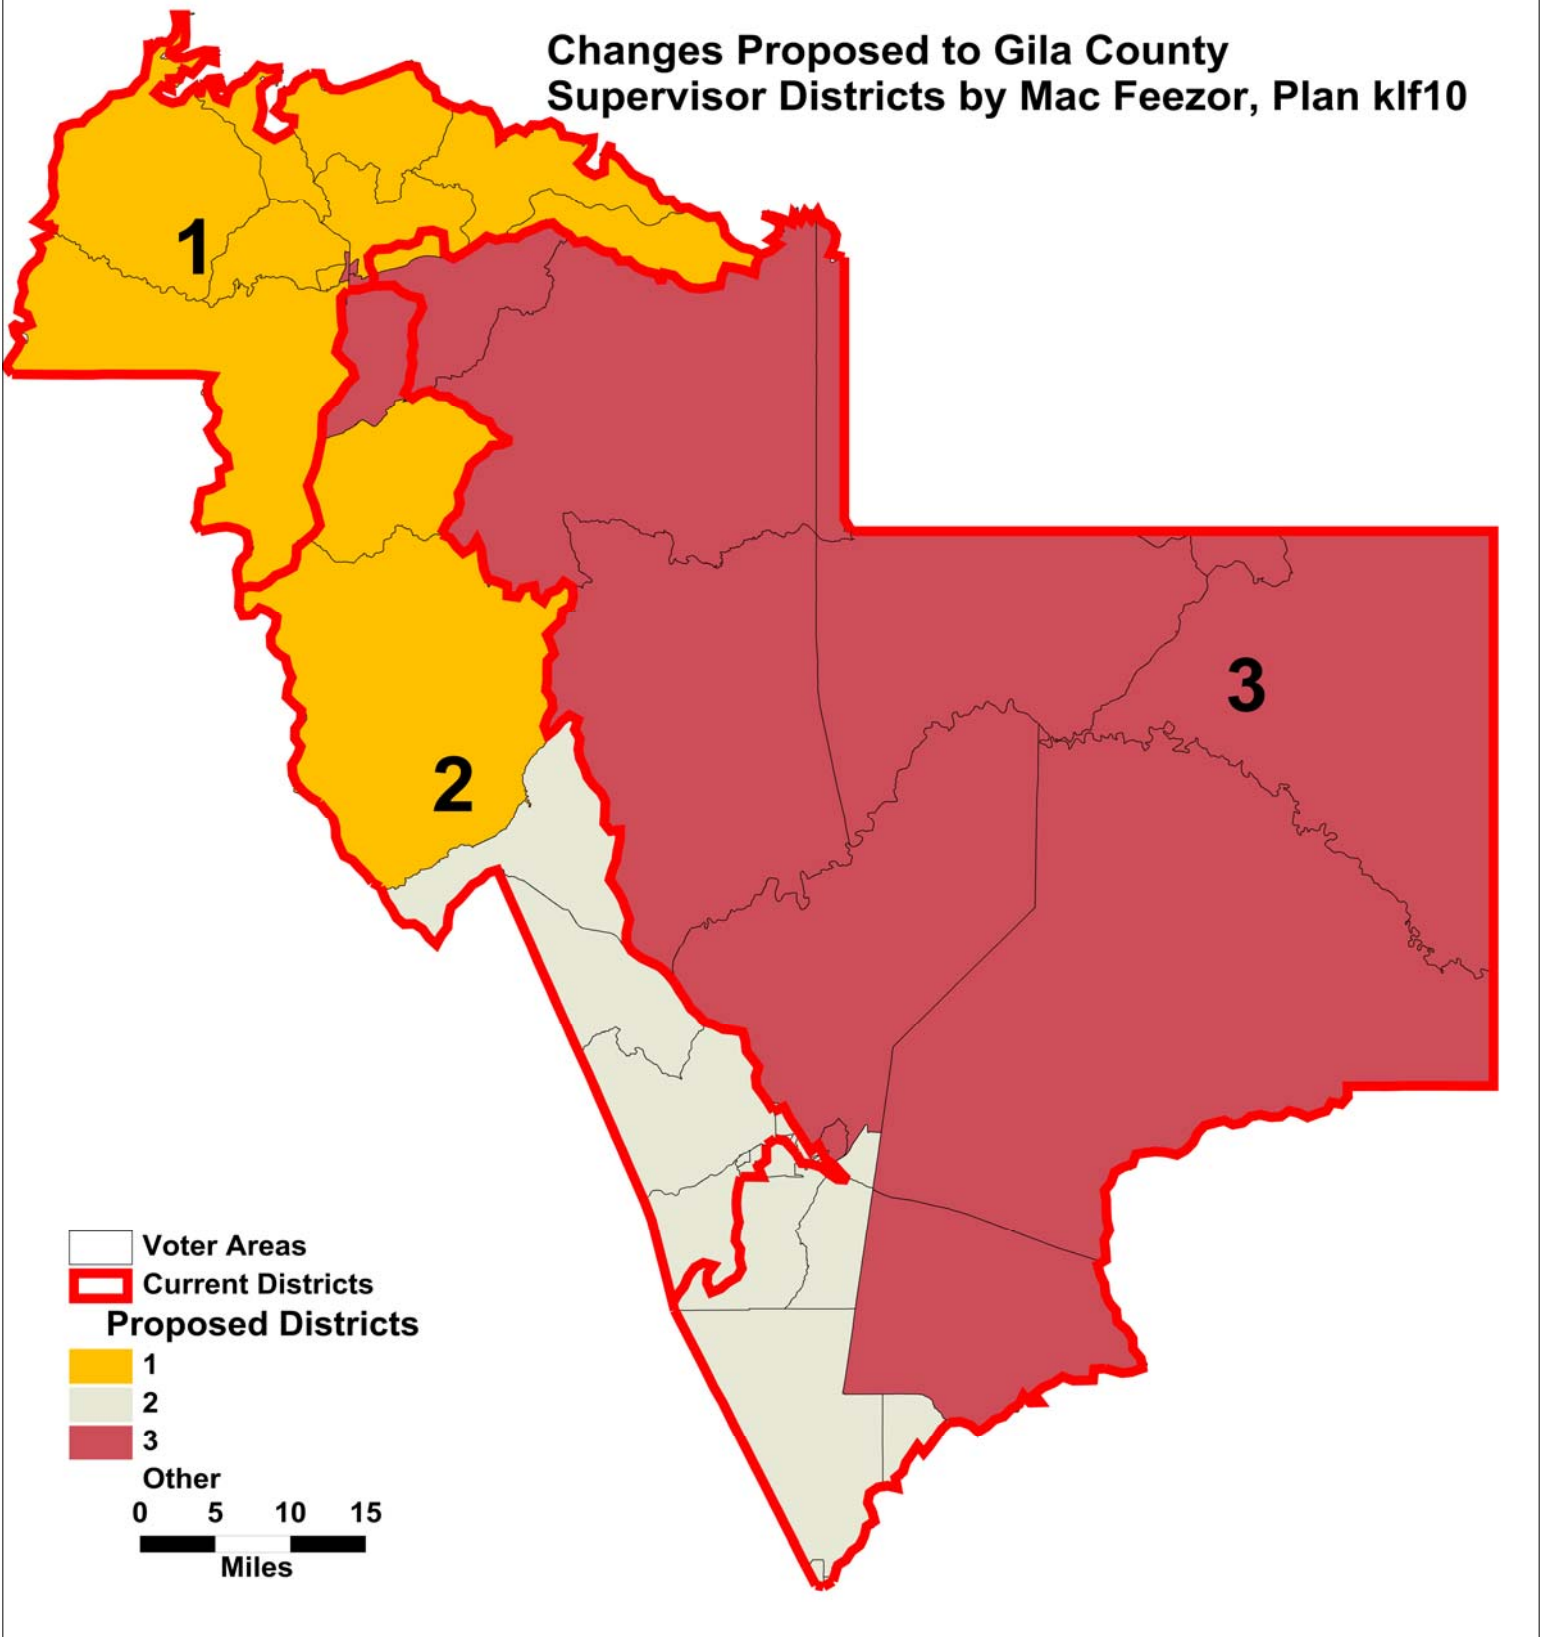 Changes Proposed to Gila County
Supervisor Districts by Mac Feezor, Plan klf10
1
3
2
Voter Areas
Current Districts
Proposed Districts
1
2
3
Other
0 5 10 15
Miles